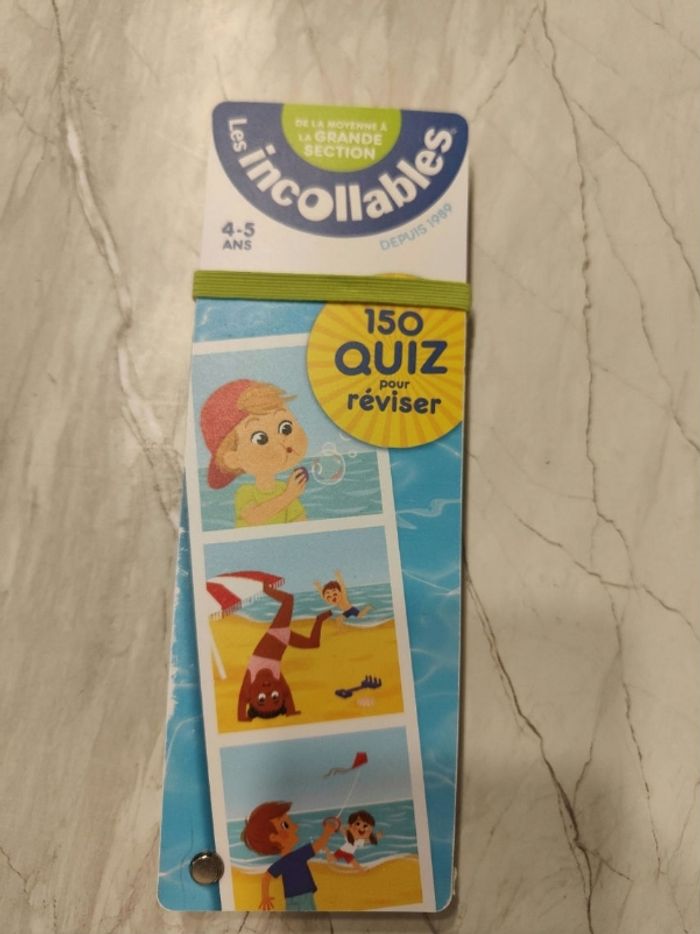 DE LA MOYENNE À
LA GRANDE
SECTION
Les incollables®
4-5
ANS
DEPUIS 1989
150
QUIZ
pour
réviser